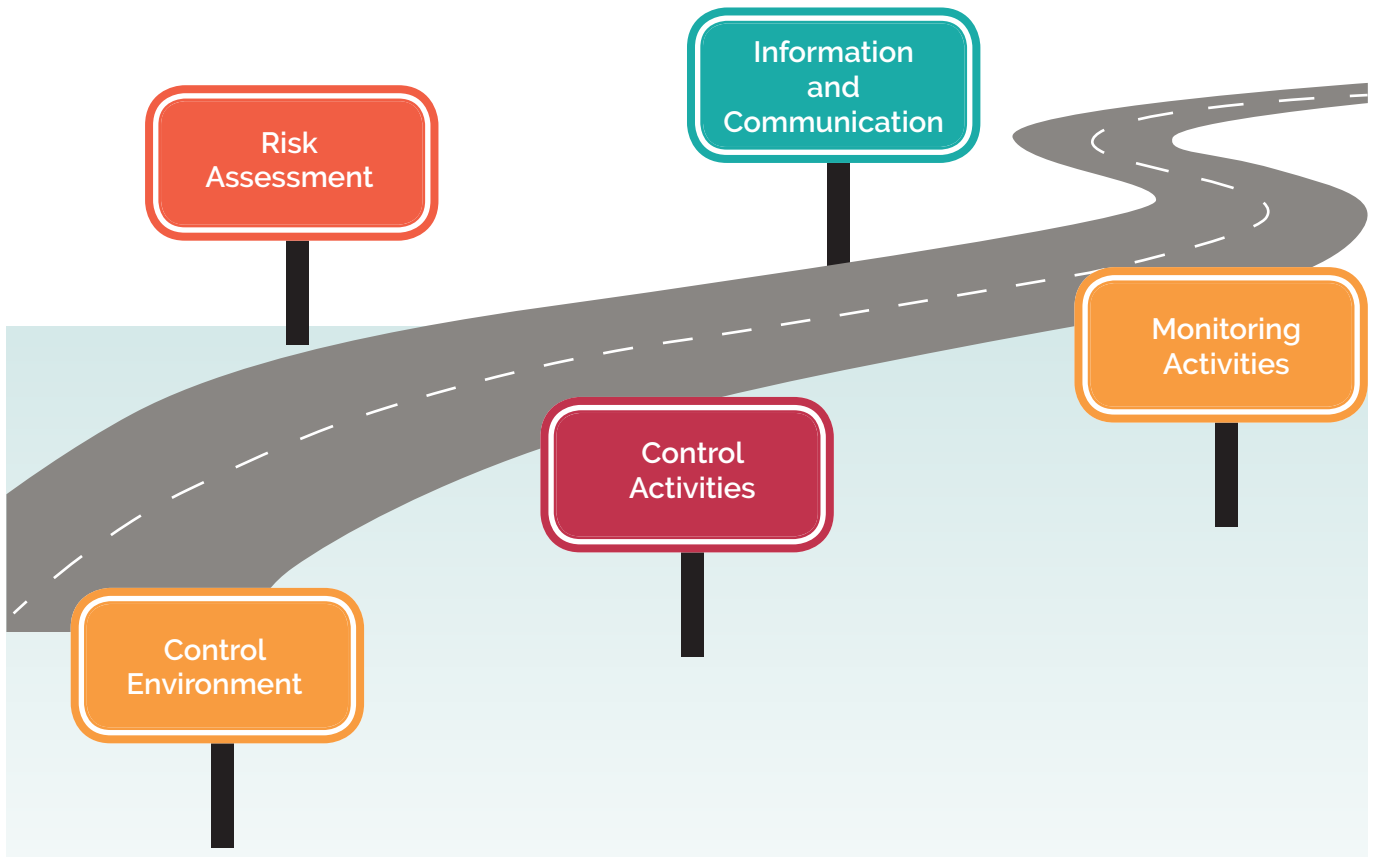 Information
and
Communication
Risk
Assessment
Monitoring
Activities
Control
Activities
Control
Environment